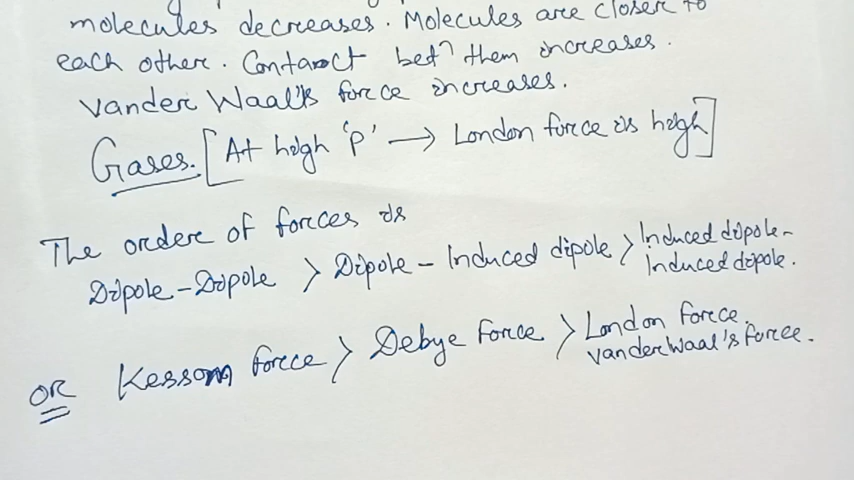 molecules decreases. Molecules are closer to
each other. Contact betn them increases.
Vander Waal's force increases.
Gases. [At high 'P' → London force is high]
The order of forces is
Dipole-Dipole > Dipole - Induced dipole > Induced dipole-
Induced dipole.
OR Kessom force > Debye force > London force.
vander Waal's force.